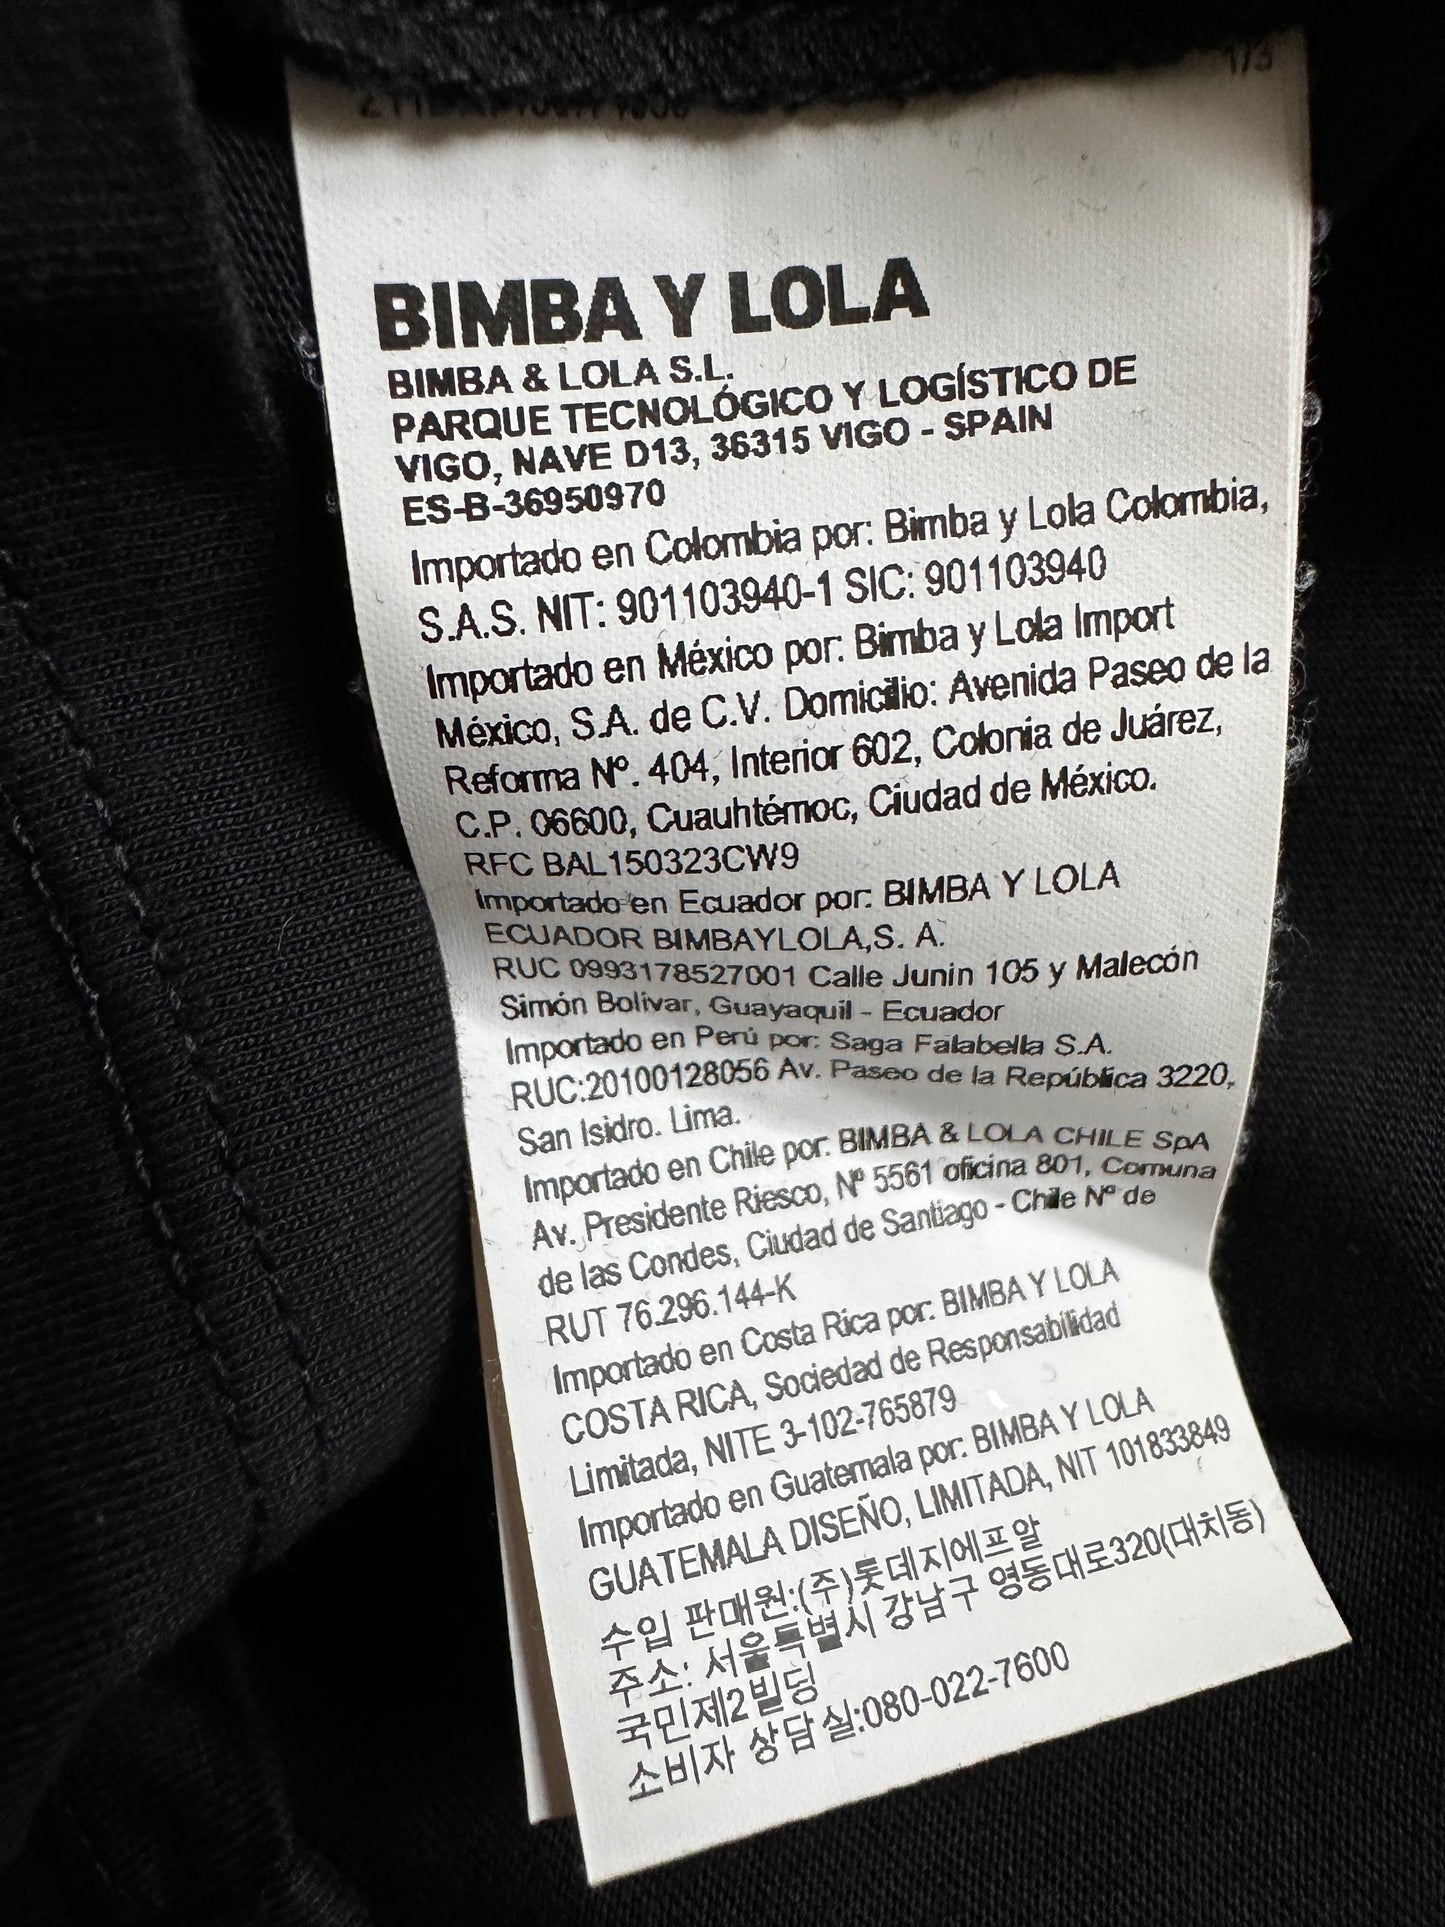 1/3
BIMBA Y LOLA
BIMBA & LOLA S.L.
PARQUE TECNOLÓGICO Y LOGÍSTICO DE
VIGO, NAVE D13, 36315 VIGO - SPAIN
ES-B-36950970
Importado en Colombia por: Bimba y Lola Colombia,
S.A.S. NIT: 901103940-1 SIC: 901103940
Importado en México por: Bimba y Lola Import
México, S.A. de C.V. Domicilio: Avenida Paseo de la
Reforma Nº. 404, Interior 602, Colonia de Juárez,
C.P. 06600, Cuauhtémoc, Ciudad de México.
RFC BAL150323CW9
Importado en Ecuador por: BIMBA Y LOLA
ECUADOR BIMBAYLOLA,S. A.
RUC 0993178527001 Calle Junin 105 y Malecón
Simón Bolivar, Guayaquil - Ecuador
Importado en Perú por: Saga Falabella S.A.
RUC:20100128056 Av. Paseo de la República 3220,
San Isidro. Lima.
Importado en Chile por: BIMBA & LOLA CHILE SpA
Av. Presidente Riesco, Nº 5561 oficina 801, Comuna
de las Condes, Ciudad de Santiago - Chile Nº de
RUT 76.296.144-K
Importado en Costa Rica por: BIMBA Y LOLA
COSTA RICA, Sociedad de Responsabilidad
Limitada, NITE 3-102-765879
Importado en Guatemala por: BIMBA Y LOLA
GUATEMALA DISEÑO, LIMITADA, NIT 101833849
수입 판매원:(주)롯데지에프알
주소: 서울특별시 강남구 영동대로320(대치동)
국민제2빌딩
소비자 상담실:080-022-7600